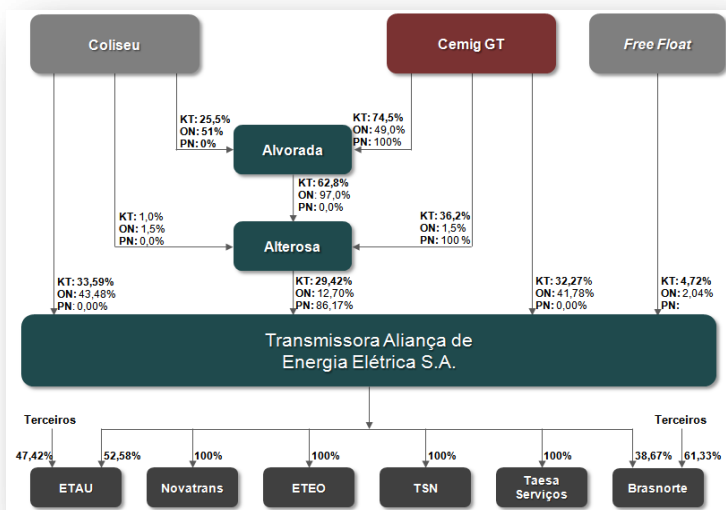 Coliseu
Cemig GT
Free Float
KT: 25,5%
ON: 51%
PN: 0%
KT: 74,5%
ON: 49,0%
PN: 100%
Alvorada
KT: 62,8%
ON: 97,0%
PN: 0,0%
KT: 1,0%
ON: 1,5%
PN: 0,0%
KT: 36,2%
ON: 1,5%
PN: 100 %
Alterosa
KT: 33,59%
ON: 43,48%
PN: 0,00%
KT: 29,42%
ON: 12,70%
PN: 86,17%
KT: 32,27%
ON: 41,78%
PN: 0,00%
KT: 4,72%
ON: 2,04%
PN:
Transmissora Aliança de
Energia Elétrica S.A.
Terceiros
Terceiros
47,42%
52,58%
100%
100%
100%
100%
38,67%
61,33%
ETAU
Novatrans
ETEO
TSN
Taesa
Serviços
Brasnorte